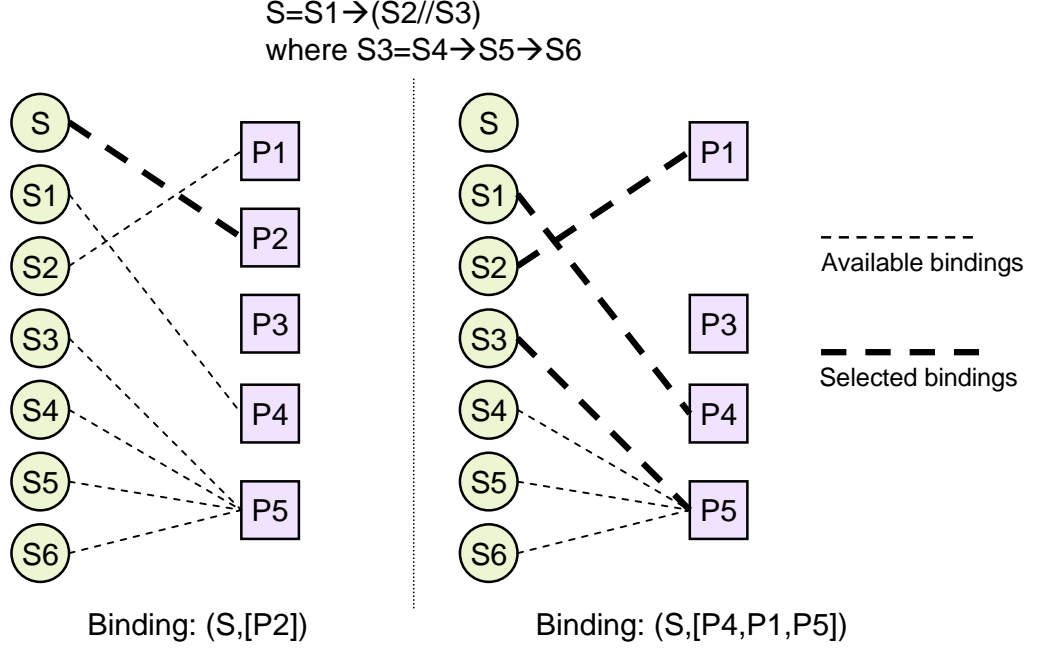 S=S1→(S2//S3)
where S3=S4→S5→S6
S
S1
S2
S3
S4
S5
S6
P1
P2
P3
P4
P5
Binding: (S,[P2])
S
S1
S2
S3
S4
S5
S6
P1
P3
P4
P5
Binding: (S,[P4,P1,P5])
Available bindings
Selected bindings